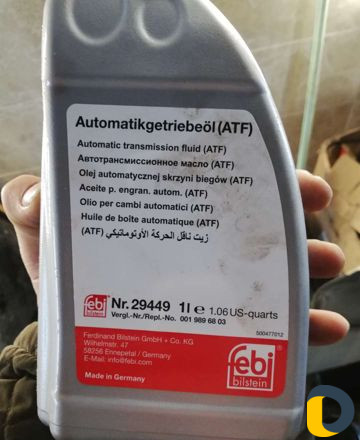 Automatikgetriebeöl (ATF)
Automatic transmission fluid (ATF)
Автотрансмиссионное масло (ATF)
Olej automatycznej skrzyni biegów (ATF)
Aceite p. engran. autom. (ATF)
Olio per cambi automatici (ATF)
Huile de boîte automatique (ATF)
زيت ناقل الحركة الأوتوماتيكي (ATF)
febi
bilstein
Nr. 29449 1l e 1.06 US-quarts
Vergl.-Nr./Repl.-No. 001 989 68 03
500477012
Ferdinand Bilstein GmbH + Co. KG
Wilhelmstr. 47
58256 Ennepetal / Germany
E-Mail: info@febi.com
Made in Germany
febi
bilstein